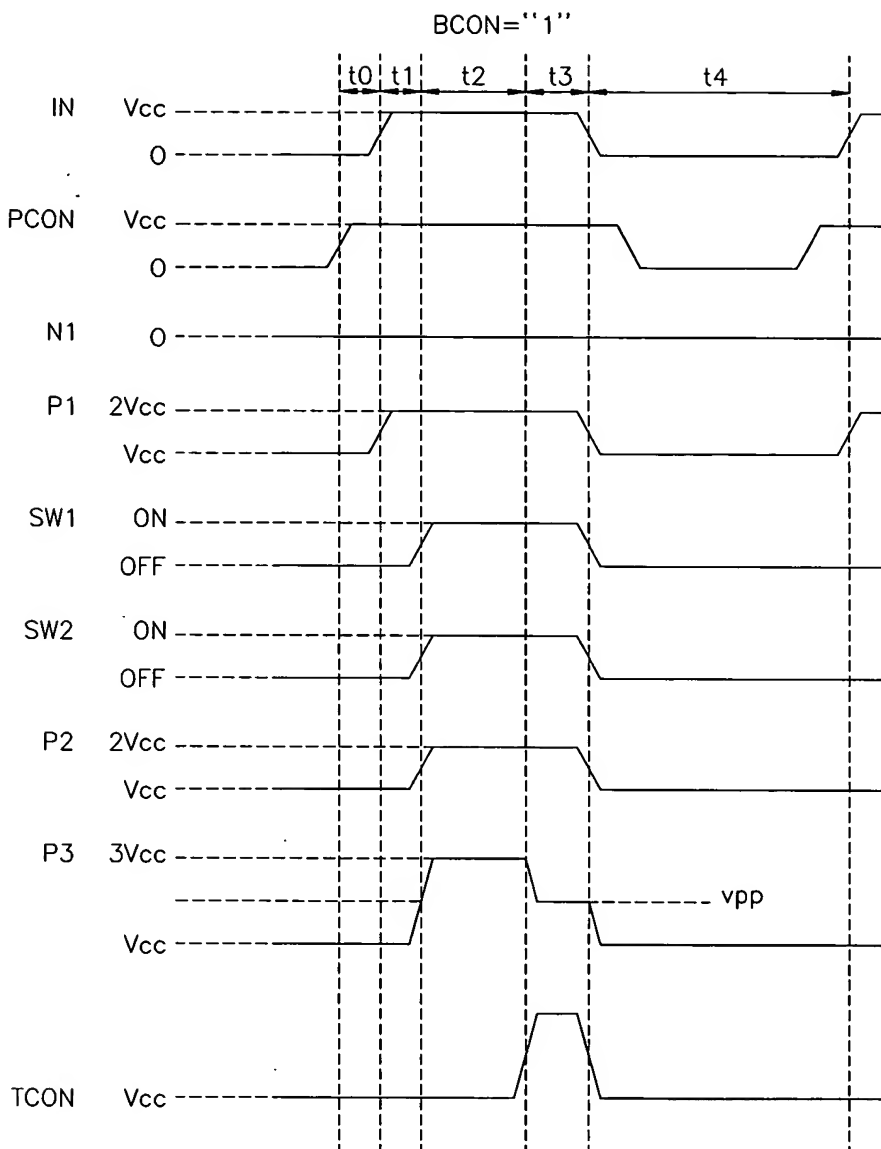 BCON=''1''
t0 t1 t2 t3 t4
IN Vcc
0
PCON Vcc
0
N1 0
P1 2Vcc
Vcc
SW1 ON
OFF
SW2 ON
OFF
P2 2Vcc
Vcc
P3 3Vcc
vpp
Vcc
TCON Vcc